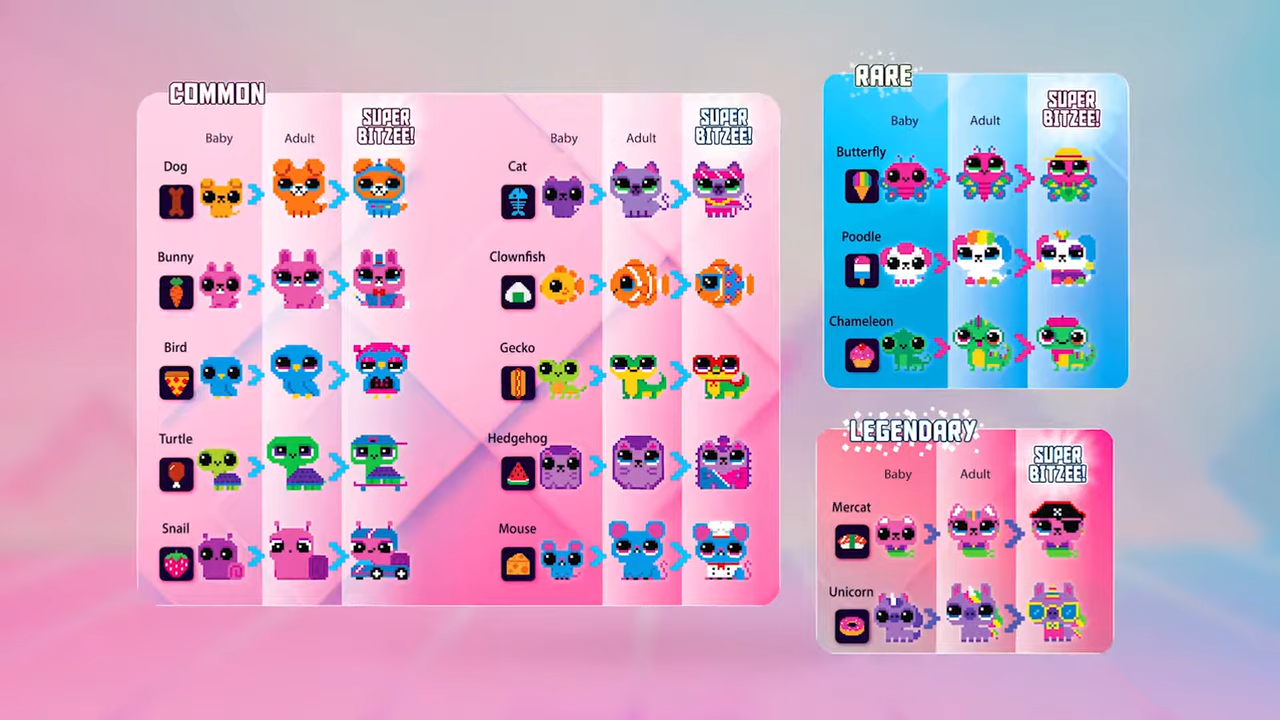 COMMON
Baby Adult SUPER BITZEE!
Dog
Bunny
Bird
Turtle
Snail
Baby Adult SUPER BITZEE!
Cat
Clownfish
Gecko
Hedgehog
Mouse
RARE
Baby Adult SUPER BITZEE!
Butterfly
Poodle
Chameleon
LEGENDARY
Baby Adult SUPER BITZEE!
Mercat
Unicorn